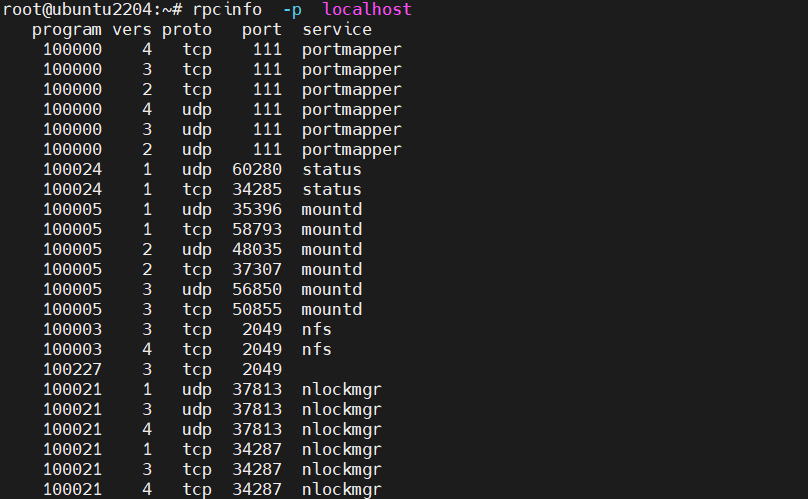 root@ubuntu2204:~# rpcinfo  -p  localhost
   program vers proto   port  service
    100000    4   tcp    111  portmapper
    100000    3   tcp    111  portmapper
    100000    2   tcp    111  portmapper
    100000    4   udp    111  portmapper
    100000    3   udp    111  portmapper
    100000    2   udp    111  portmapper
    100024    1   udp  60280  status
    100024    1   tcp  34285  status
    100005    1   udp  35396  mountd
    100005    1   tcp  58793  mountd
    100005    2   udp  48035  mountd
    100005    2   tcp  37307  mountd
    100005    3   udp  56850  mountd
    100005    3   tcp  50855  mountd
    100003    3   tcp   2049  nfs
    100003    4   tcp   2049  nfs
    100227    3   tcp   2049
    100021    1   udp  37813  nlockmgr
    100021    3   udp  37813  nlockmgr
    100021    4   udp  37813  nlockmgr
    100021    1   tcp  34287  nlockmgr
    100021    3   tcp  34287  nlockmgr
    100021    4   tcp  34287  nlockmgr